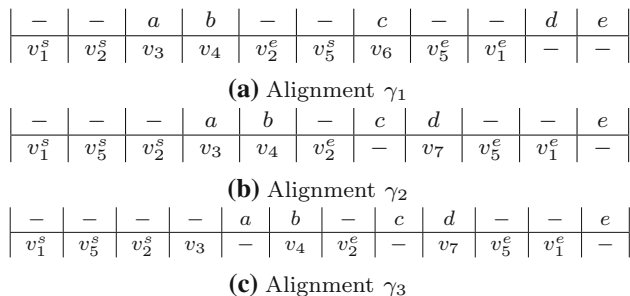 | − | − | a | b | − | − | c | − | − | d | e |
| v₁ˢ | v₂ˢ | v₃ | v₄ | v₂ᵉ | v₅ˢ | v₆ | v₅ᵉ | v₁ᵉ | − | − |
(a) Alignment γ₁
| − | − | − | a | b | − | c | d | − | − | e |
| v₁ˢ | v₅ˢ | v₂ˢ | v₃ | v₄ | v₂ᵉ | − | v₇ | v₅ᵉ | v₁ᵉ | − |
(b) Alignment γ₂
| − | − | − | − | a | b | − | c | d | − | − | e |
| v₁ˢ | v₅ˢ | v₂ˢ | v₃ | − | v₄ | v₂ᵉ | − | v₇ | v₅ᵉ | v₁ᵉ | − |
(c) Alignment γ₃